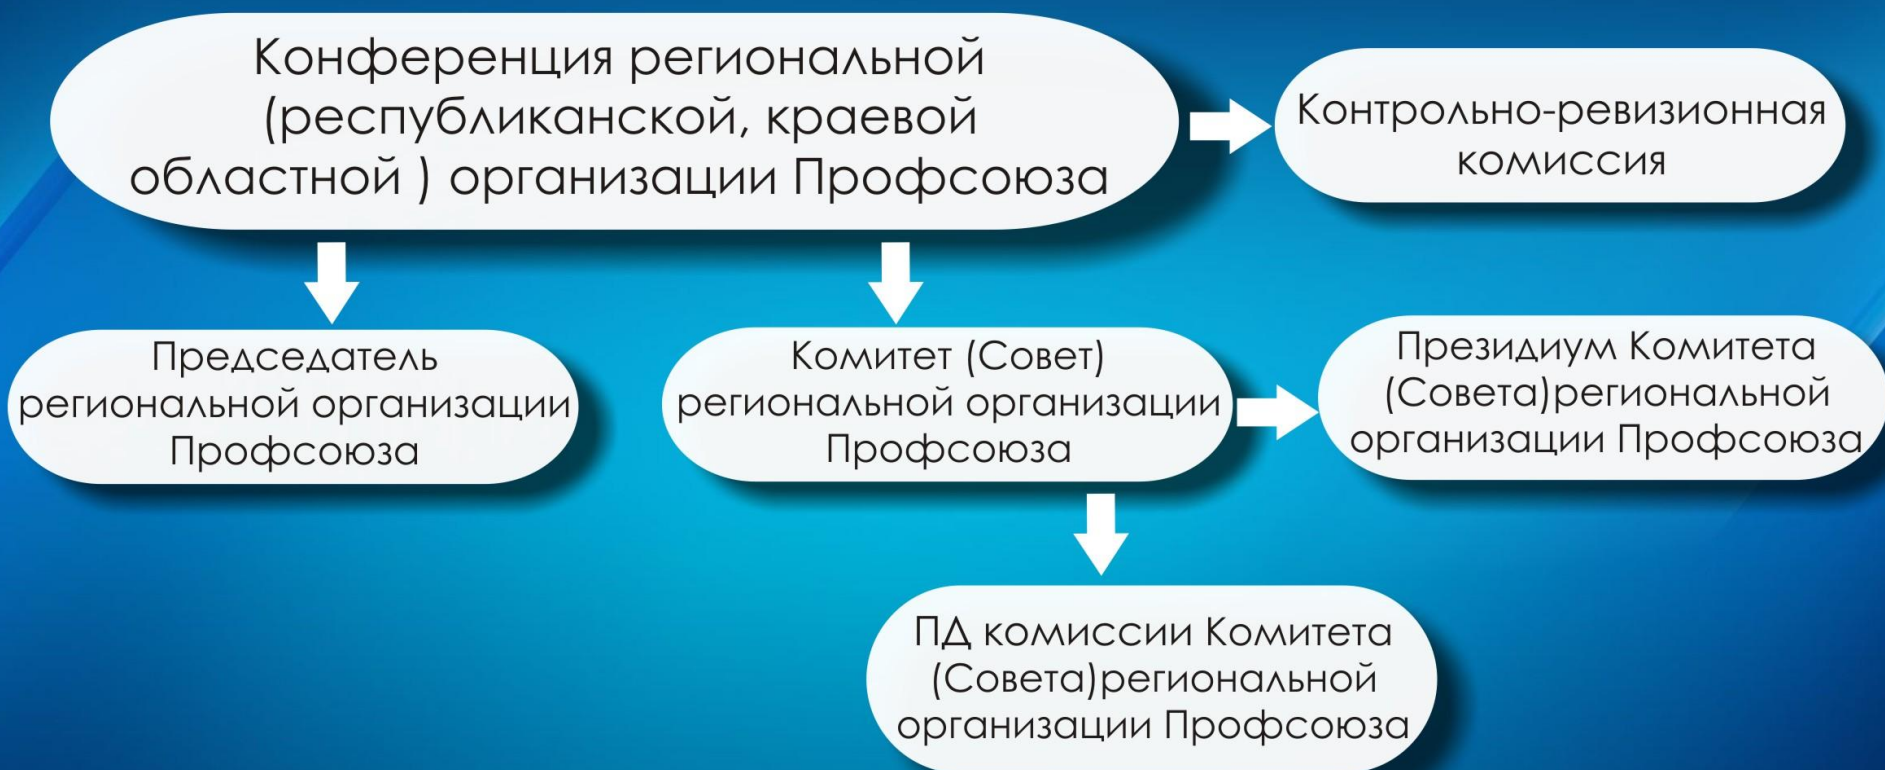 Конференция региональной
(республиканской, краевой
областной ) организации Профсоюза
Контрольно-ревизионная
комиссия
Председатель
региональной организации
Профсоюза
Комитет (Совет)
региональной организации
Профсоюза
Президиум Комитета
(Совета)региональной
организации Профсоюза
ПД комиссии Комитета
(Совета)региональной
организации Профсоюза